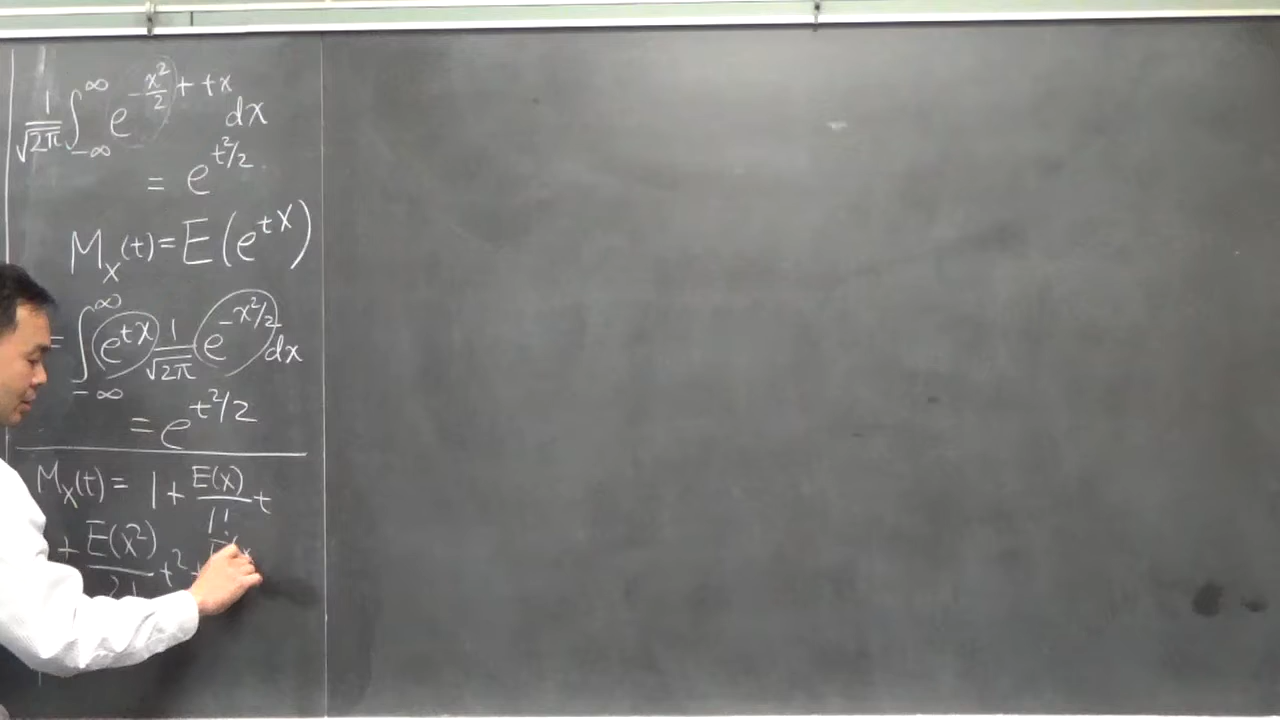 1/√2π ∫_{-∞}^{∞} e^{-x²/2 + tx} dx
= e^{t²/2}
M_X(t) = E(e^{tX})
= ∫_{-∞}^{∞} e^{tx} 1/√2π e^{-x²/2} dx
= e^{t²/2}
M_X(t) = 1 + E(X)/1! t
+ E(X²)/2! t² +